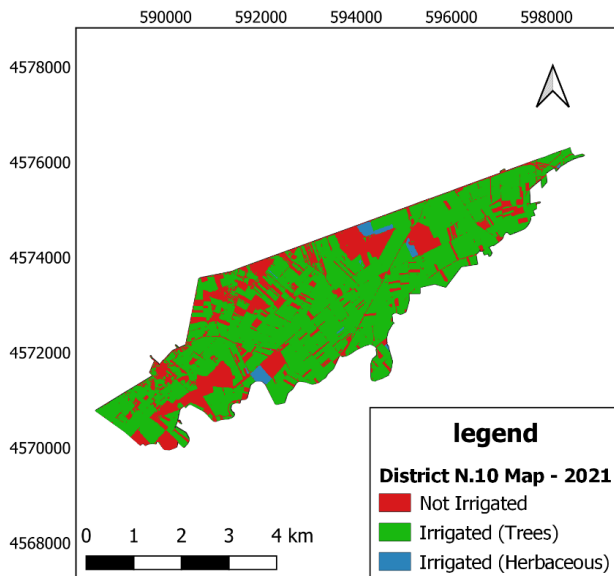 590000 592000 594000 596000 598000
4578000
4576000
4574000
4572000
4570000
4568000
legend
District N.10 Map - 2021
Not Irrigated
Irrigated (Trees)
Irrigated (Herbaceous)
0 1 2 3 4 km